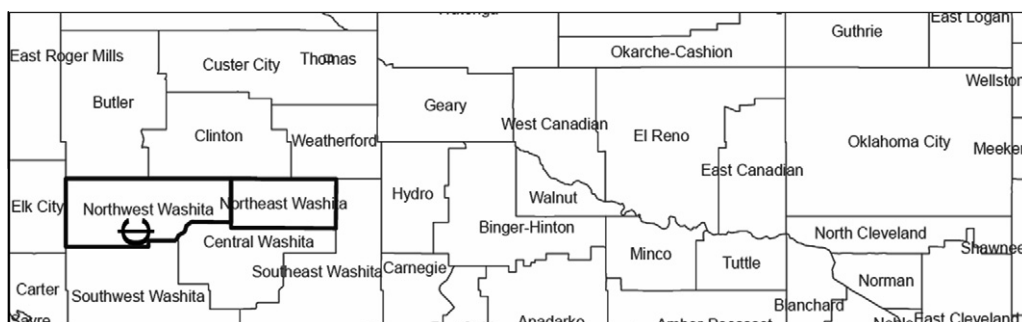 East Logan
Guthrie
Okarche-Cashion
East Roger Mills
Custer City
Thomas
Wellston
Butler
Geary
West Canadian
El Reno
Clinton
Weatherford
Oklahoma City
Meeker
East Canadian
Hydro
Walnut
Elk City
Northwest Washita
Northeast Washita
Binger-Hinton
North Cleveland
Central Washita
Shawnee
Minco
Tuttle
Southeast Washita
Carnegie
Norman
Carter
Southwest Washita
Blanchard
Sayre
Anadarko
East Cleveland